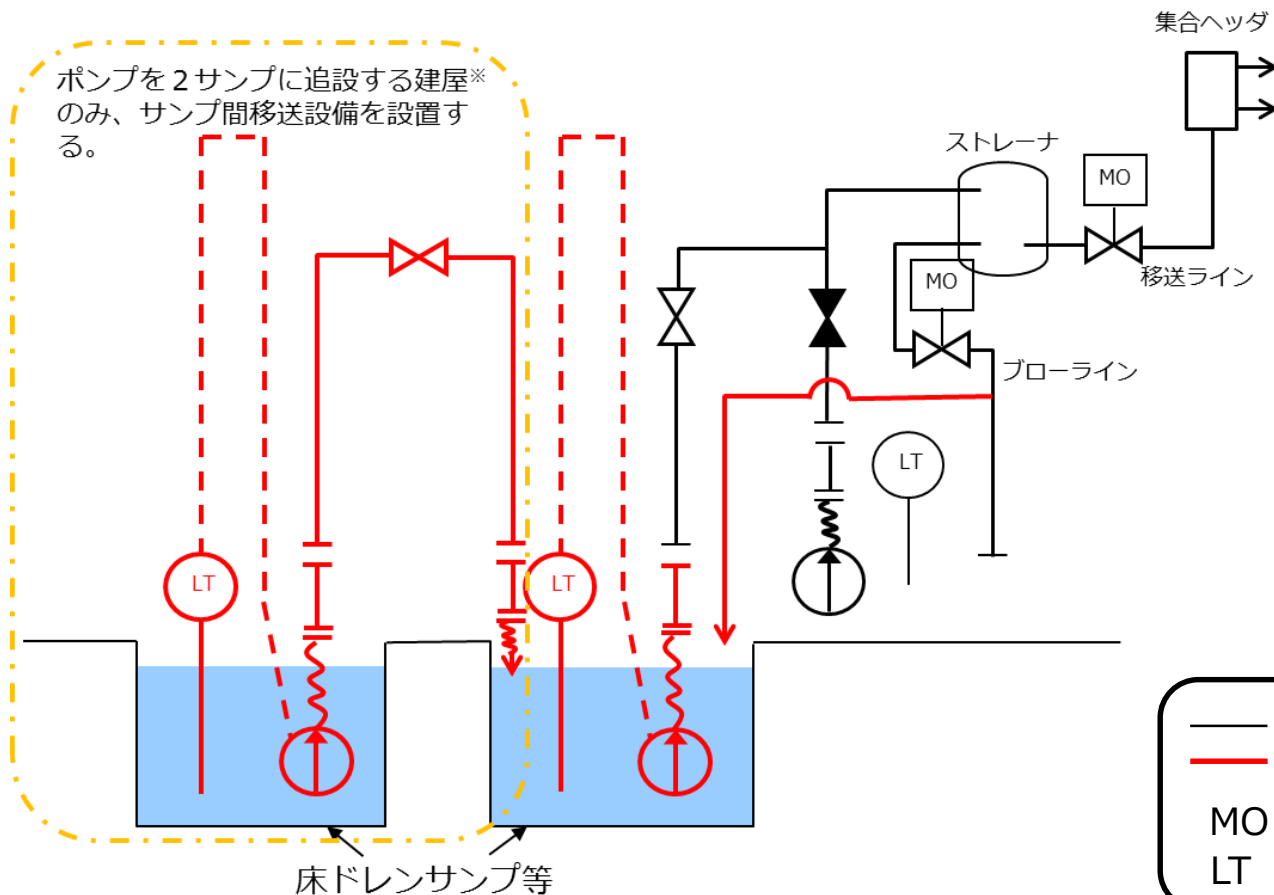 集合ヘッダ
ポンプを２サンプに追設する建屋※
のみ、サンプ間移送設備を設置す
る。
ストレーナ
MO
移送ライン
MO
ブローライン
LT
LT
LT
MO
LT
床ドレンサンプ等